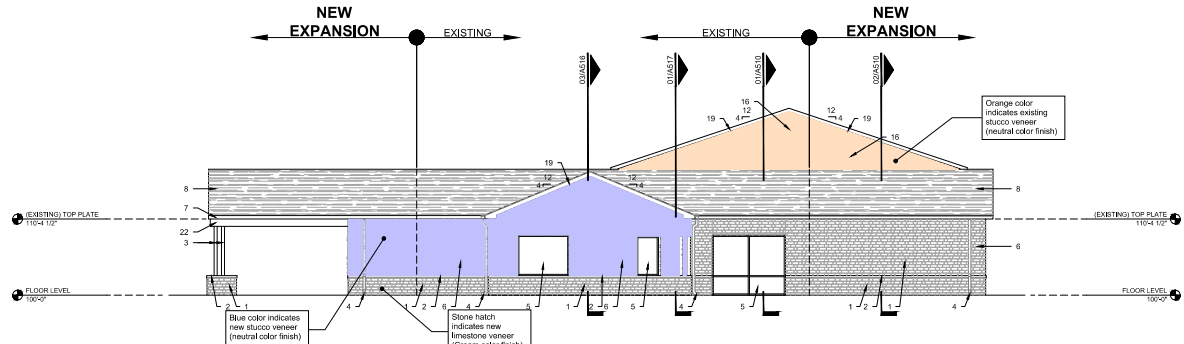 NEW
EXPANSION
EXISTING
EXISTING
NEW
EXPANSION
03/A516
01/A517
01/A510
02/A510
16
12
4
19
12
4
19
16
Orange color
indicates existing
stucco veneer
(neutral color finish)
19
12
4
12
4
8
8
7
(EXISTING) TOP PLATE
110'-4 1/2"
(EXISTING) TOP PLATE
110'-4 1/2"
22
3
6
FLOOR LEVEL
100'-0"
FLOOR LEVEL
100'-0"
2
1
4
1
2
6
4
5
1
2
6
5
1
4
5
1
2
1
4
Blue color indicates
new stucco veneer
(neutral color finish)
Stone hatch
indicates new
limestone veneer
(Cream color finish)